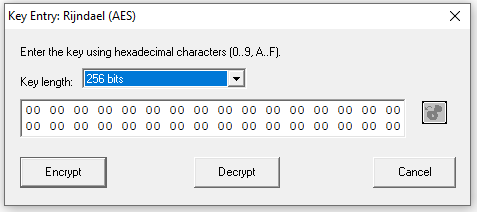 Key Entry: Rijndael (AES)
Enter the key using hexadecimal characters (0..9, A..F).
Key length: 256 bits
00 00 00 00 00 00 00 00 00 00 00 00 00 00 00 00
00 00 00 00 00 00 00 00 00 00 00 00 00 00 00 00
Encrypt Decrypt Cancel